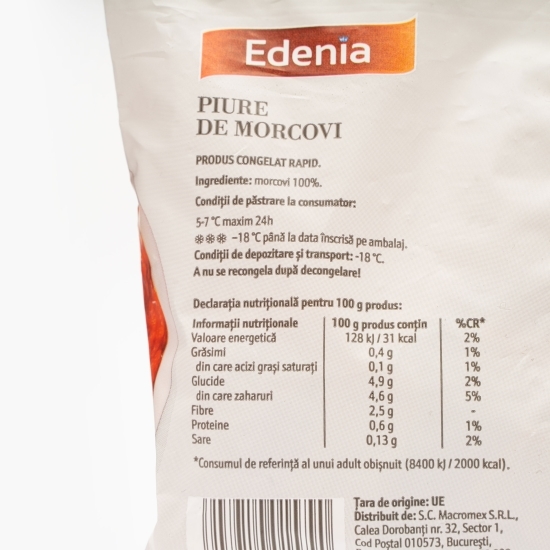 Edenia
PIURE
DE MORCOVI
PRODUS CONGELAT RAPID.
Ingrediente: morcovi 100%.
Condiții de păstrare la consumator:
5-7 °C maxim 24h
❄❄❄ –18 °C până la data înscrisă pe ambalaj.
Condiții de depozitare și transport: -18 °C.
A nu se recongela după decongelare!
Declarația nutrițională pentru 100 g produs:
Informații nutriționale 100 g produs conțin %CR*
Valoare energetică 128 kJ / 31 kcal 2%
Grăsimi 0,4 g 1%
din care acizi grași saturați 0,1 g 1%
Glucide 4,9 g 2%
din care zaharuri 4,6 g 5%
Fibre 2,5 g -
Proteine 0,6 g 1%
Sare 0,13 g 2%
*Consumul de referință al unui adult obișnuit (8400 kJ / 2000 kcal).
Țara de origine: UE
Distribuit de: S.C. Macromex S.R.L.,
Calea Dorobanți nr. 32, Sector 1,
Cod Poștal 010573, București,